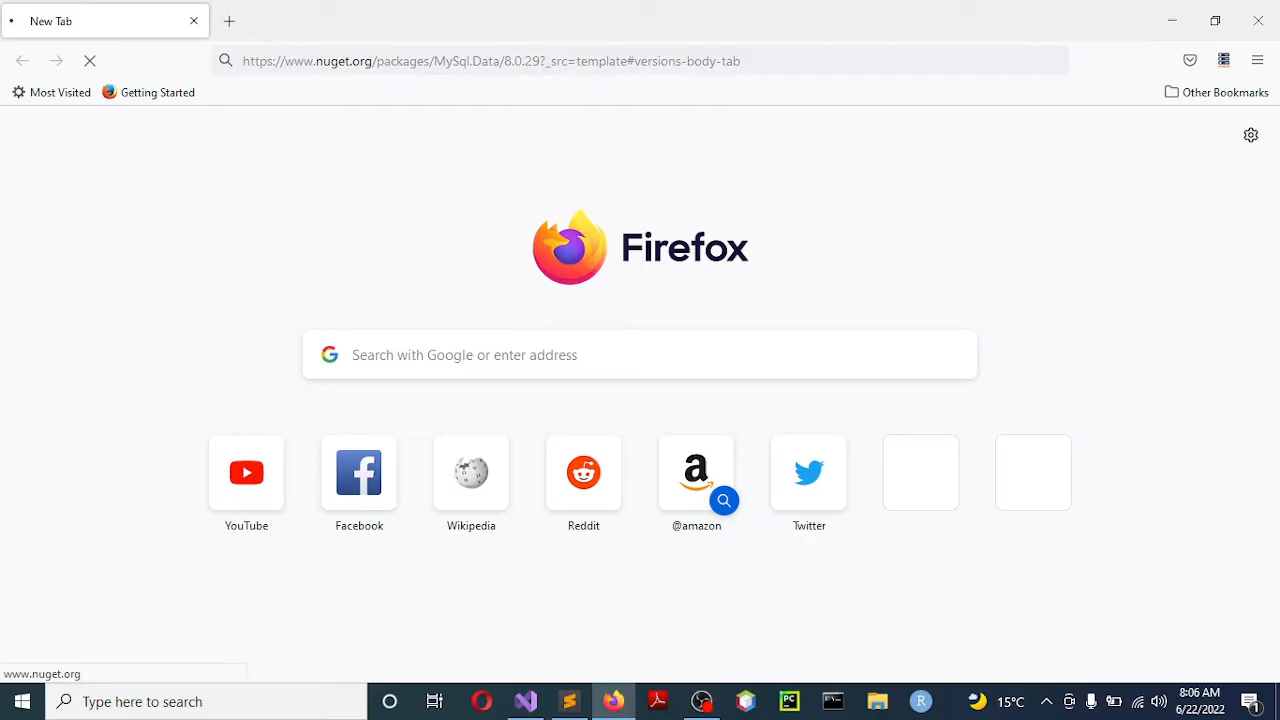 New Tab
https://www.nuget.org/packages/MySql.Data/8.0.29?_src=template#versions-body-tab
Most Visited
Getting Started
Other Bookmarks
Firefox
G
Search with Google or enter address
YouTube
Facebook
Wikipedia
Reddit
@amazon
Twitter
www.nuget.org
Type here to search
PC
R
15°C
8:06 AM
6/22/2022
1